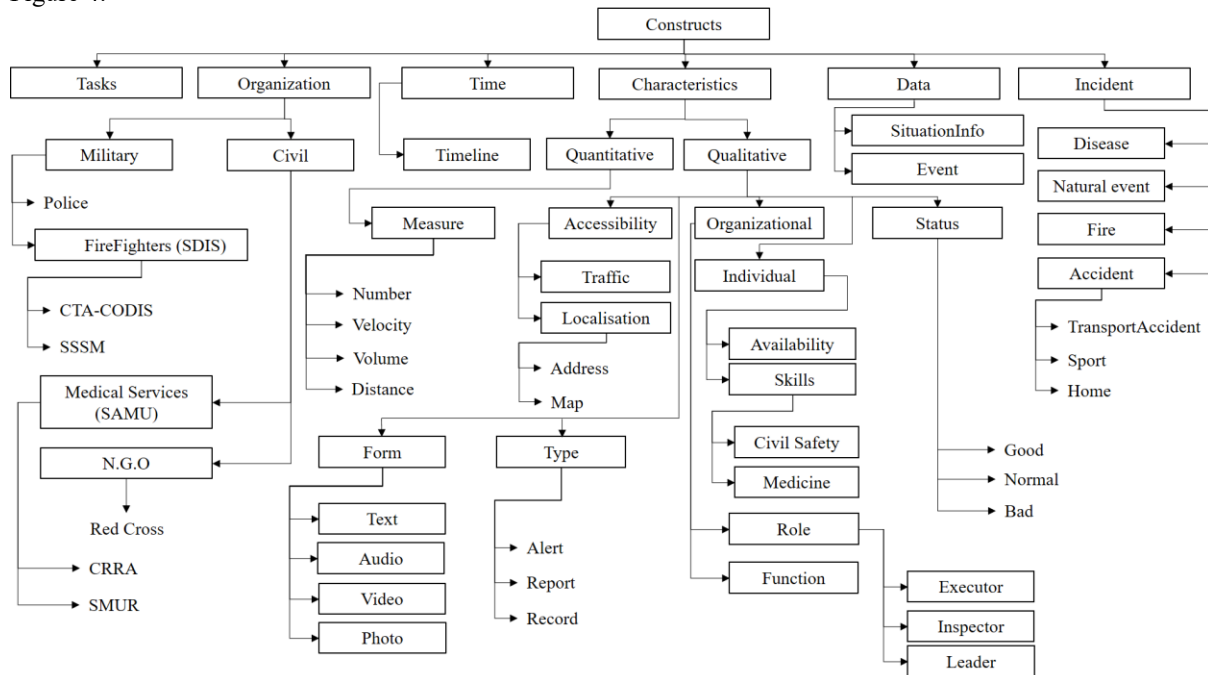 Constructs
Tasks
Organization
Time
Characteristics
Data
Incident
Military
Civil
Timeline
Quantitative
Qualitative
SituationInfo
Event
Disease
Natural event
Fire
Accident
TransportAccident
Sport
Home
Police
FireFighters (SDIS)
CTA-CODIS
SSSM
Medical Services
(SAMU)
N.G.O
Red Cross
CRRA
SMUR
Measure
Number
Velocity
Volume
Distance
Accessibility
Traffic
Localisation
Address
Map
Organizational
Individual
Availability
Skills
Civil Safety
Medicine
Role
Function
Executor
Inspector
Leader
Status
Good
Normal
Bad
Form
Text
Audio
Video
Photo
Type
Alert
Report
Record